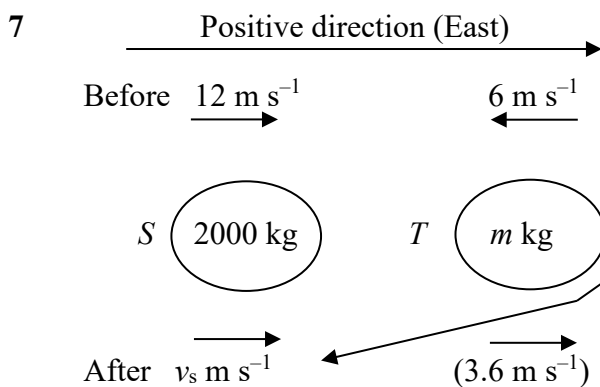 7 Positive direction (East)
Before 12 m s⁻¹ 6 m s⁻¹
S 2000 kg T m kg
After vₛ m s⁻¹ (3.6 m s⁻¹)